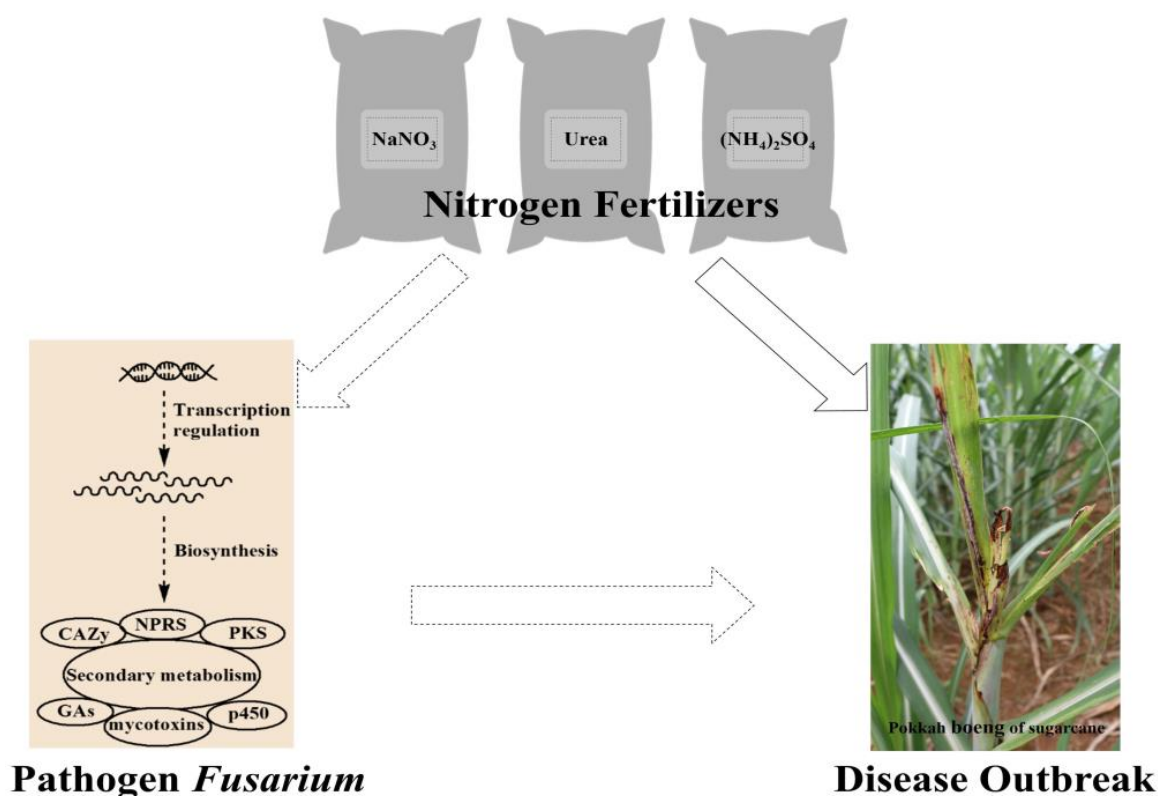 NaNO₃
Urea
(NH₄)₂SO₄
Nitrogen Fertilizers
Transcription
regulation
Biosynthesis
CAZy
NPRS
PKS
Secondary metabolism
GAs
mycotoxins
p450
Pathogen Fusarium
Pokkah boeng of sugarcane
Disease Outbreak